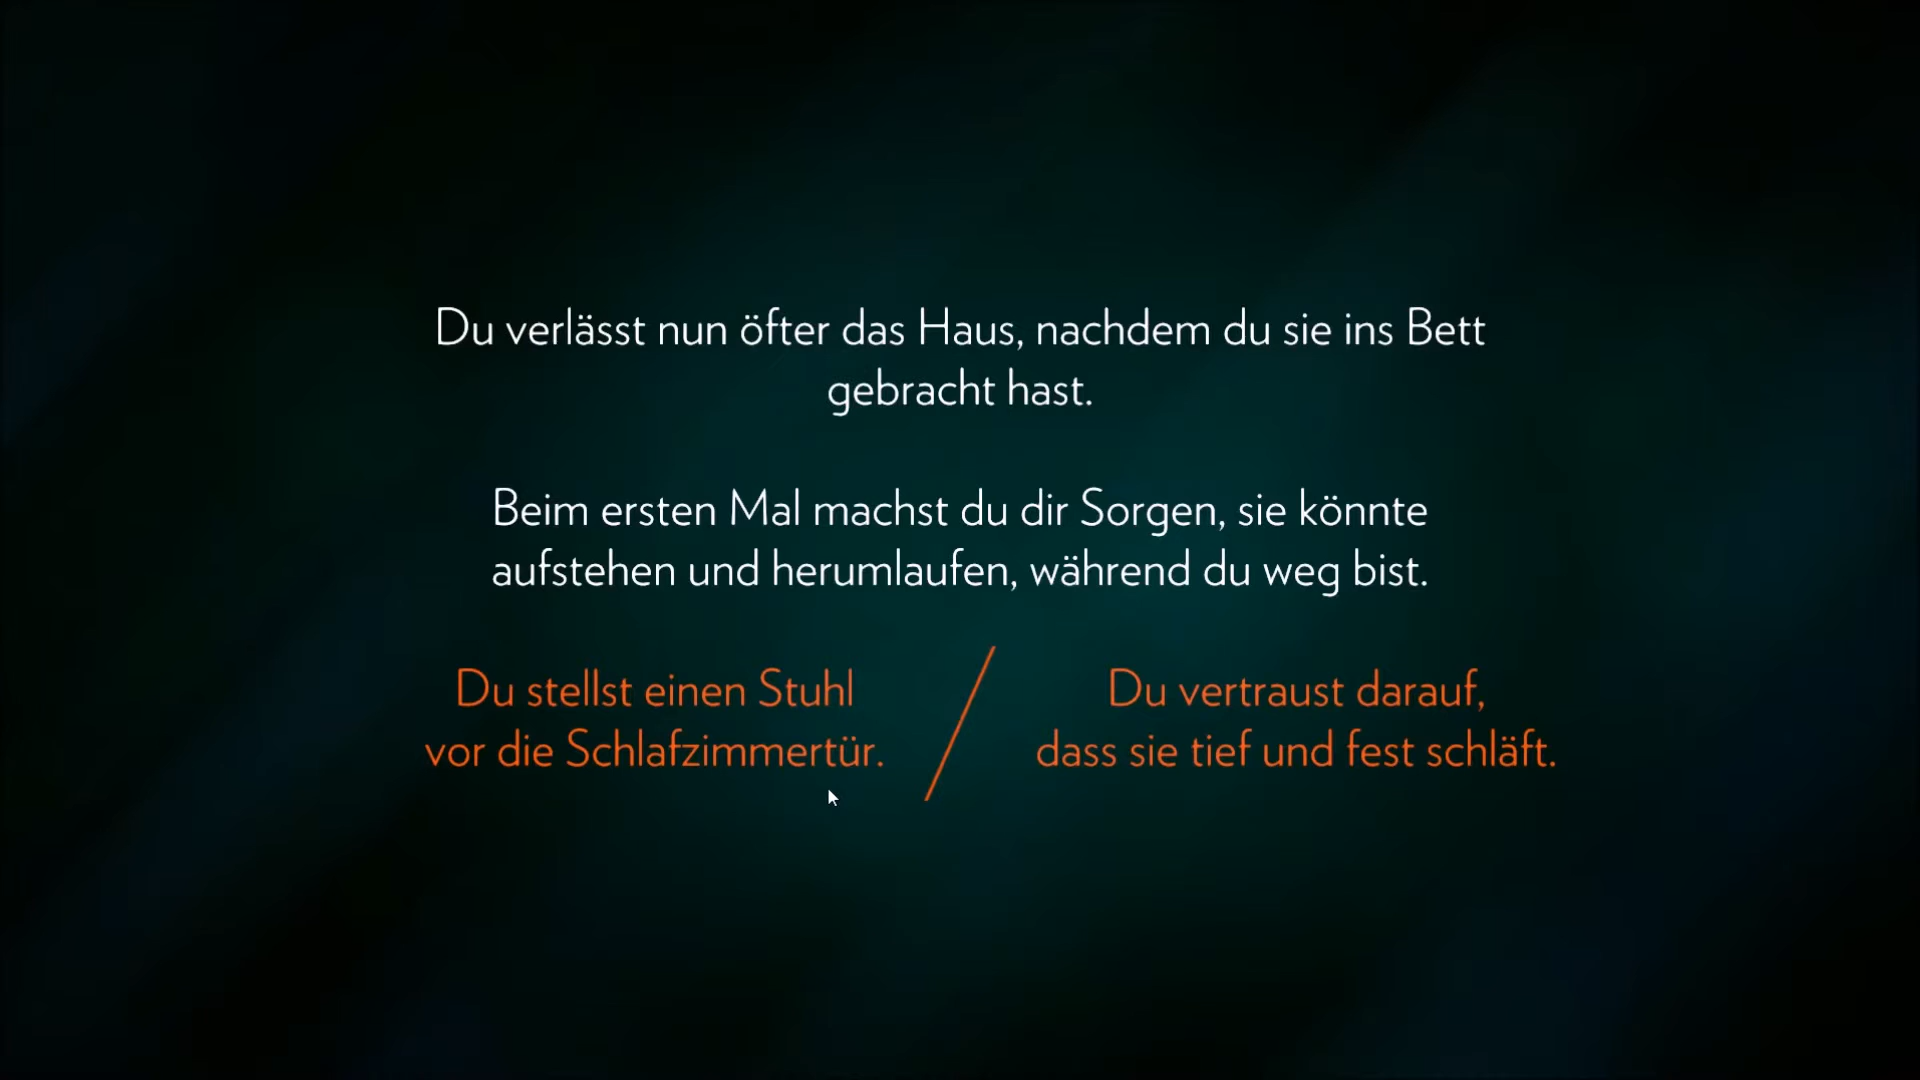 Du verlässt nun öfter das Haus, nachdem du sie ins Bett
gebracht hast.
Beim ersten Mal machst du dir Sorgen, sie könnte
aufstehen und herumlaufen, während du weg bist.
Du stellst einen Stuhl
vor die Schlafzimmertür.
Du vertraust darauf,
dass sie tief und fest schläft.